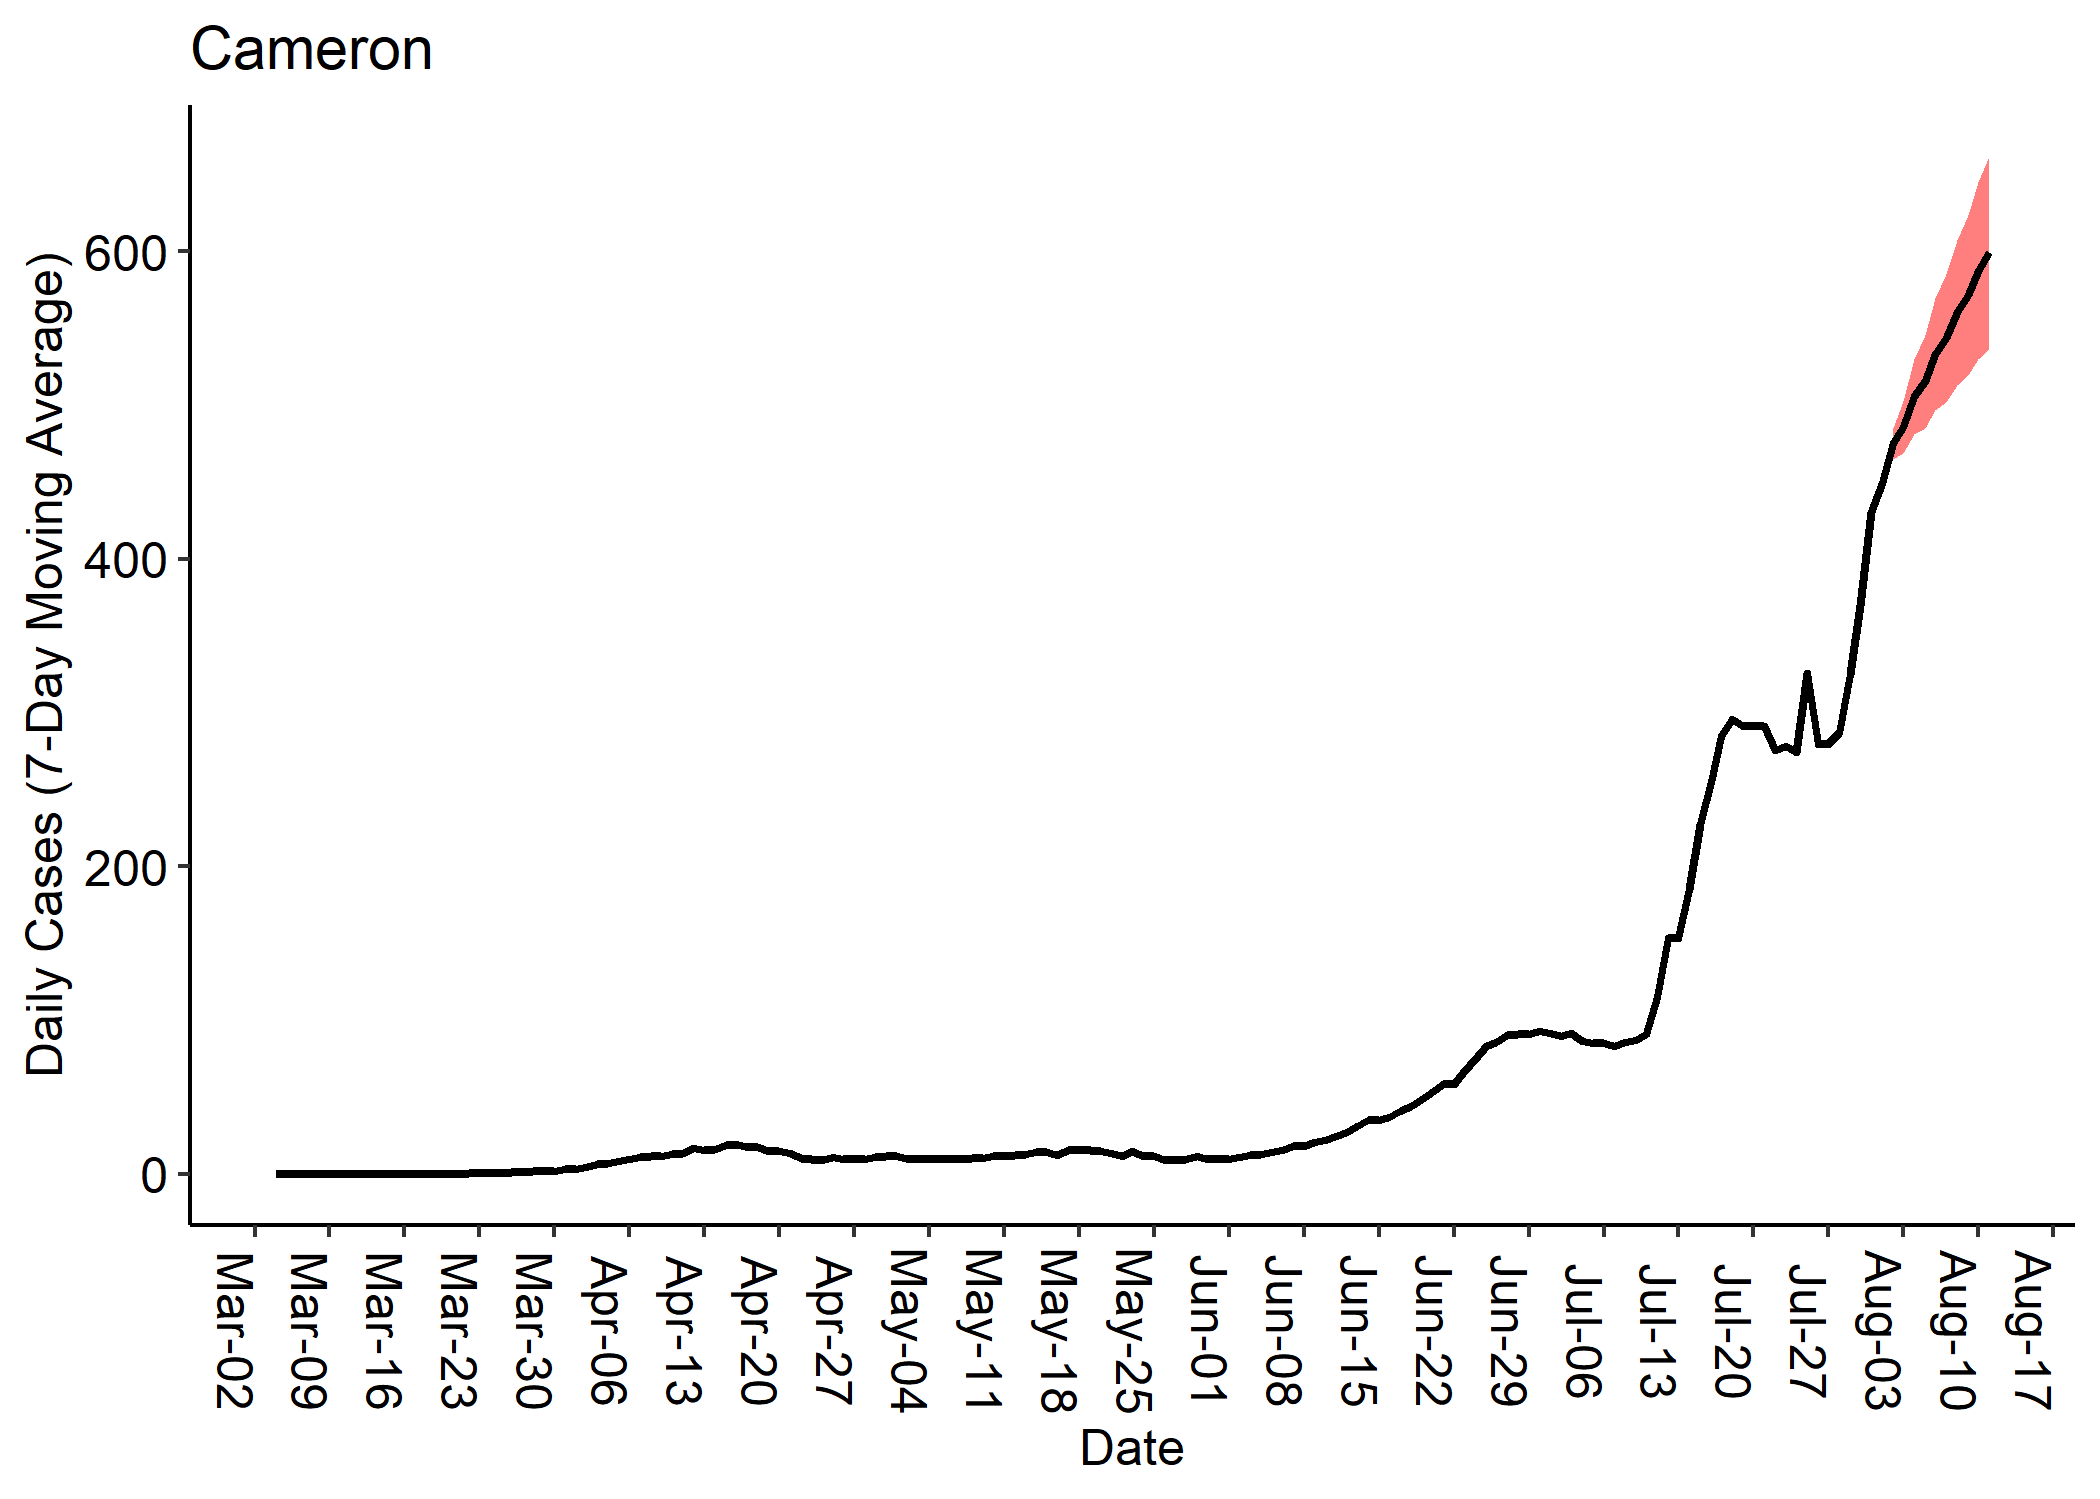 Cameron
Daily Cases (7-Day Moving Average)
600
400
200
0
Mar-02
Mar-09
Mar-16
Mar-23
Mar-30
Apr-06
Apr-13
Apr-20
Apr-27
May-04
May-11
May-18
May-25
Jun-01
Jun-08
Jun-15
Jun-22
Jun-29
Jul-06
Jul-13
Jul-20
Jul-27
Aug-03
Aug-10
Aug-17
Date